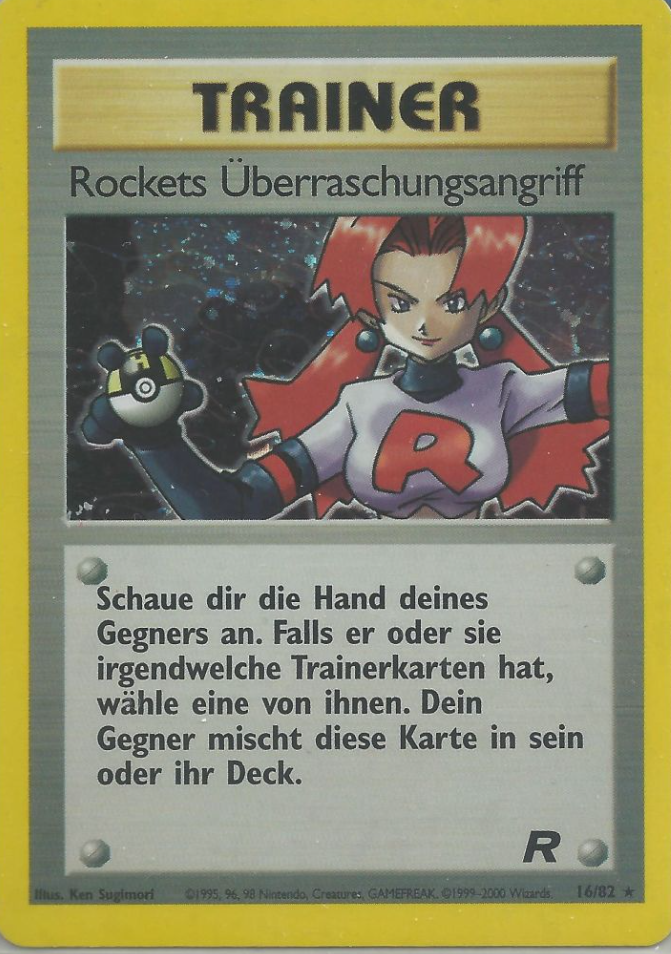 TRAINER
Rockets Überraschungsangriff
R
Schaue dir die Hand deines
Gegners an. Falls er oder sie
irgendwelche Trainerkarten hat,
wähle eine von ihnen. Dein
Gegner mischt diese Karte in sein
oder ihr Deck.
R
Illus. Ken Sugimori ©1995, 96, 98 Nintendo, Creatures, GAMEFREAK. ©1999-2000 Wizards. 16/82 ★